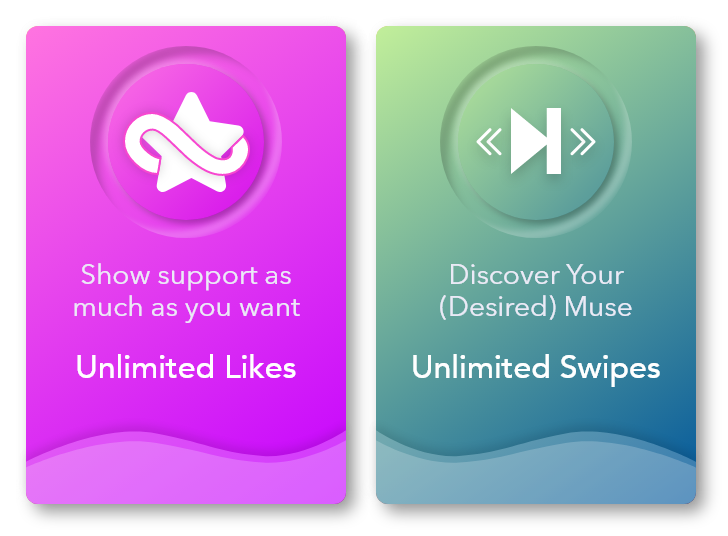 Show support as
much as you want
Unlimited Likes
Discover Your
(Desired) Muse
Unlimited Swipes